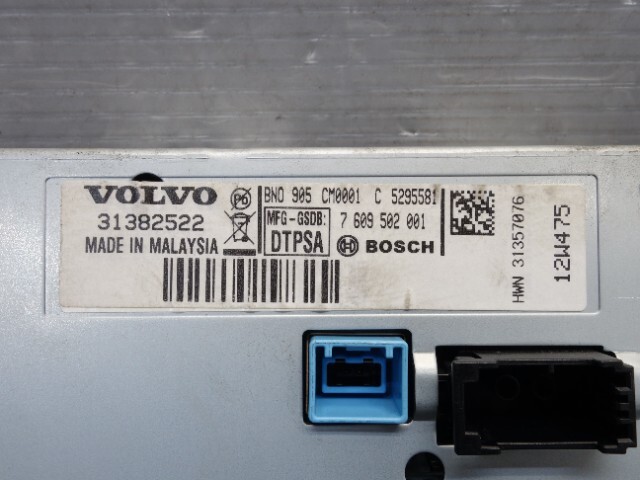 VOLVO
31382522
MADE IN MALAYSIA
Pb
BNO 905 CM0001 C 5295581
MFG-GSDB:
DTPSA
7 609 502 001
BOSCH
HWN 31357076
12W475